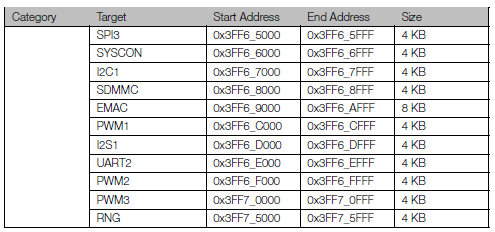 Category Target Start Address End Address Size
SPI3 0x3FF6_5000 0x3FF6_5FFF 4 KB
SYSCON 0x3FF6_6000 0x3FF6_6FFF 4 KB
I2C1 0x3FF6_7000 0x3FF6_7FFF 4 KB
SDMMC 0x3FF6_8000 0x3FF6_8FFF 4 KB
EMAC 0x3FF6_9000 0x3FF6_AFFF 8 KB
PWM1 0x3FF6_C000 0x3FF6_CFFF 4 KB
I2S1 0x3FF6_D000 0x3FF6_DFFF 4 KB
UART2 0x3FF6_E000 0x3FF6_EFFF 4 KB
PWM2 0x3FF6_F000 0x3FF6_FFFF 4 KB
PWM3 0x3FF7_0000 0x3FF7_0FFF 4 KB
RNG 0x3FF7_5000 0x3FF7_5FFF 4 KB